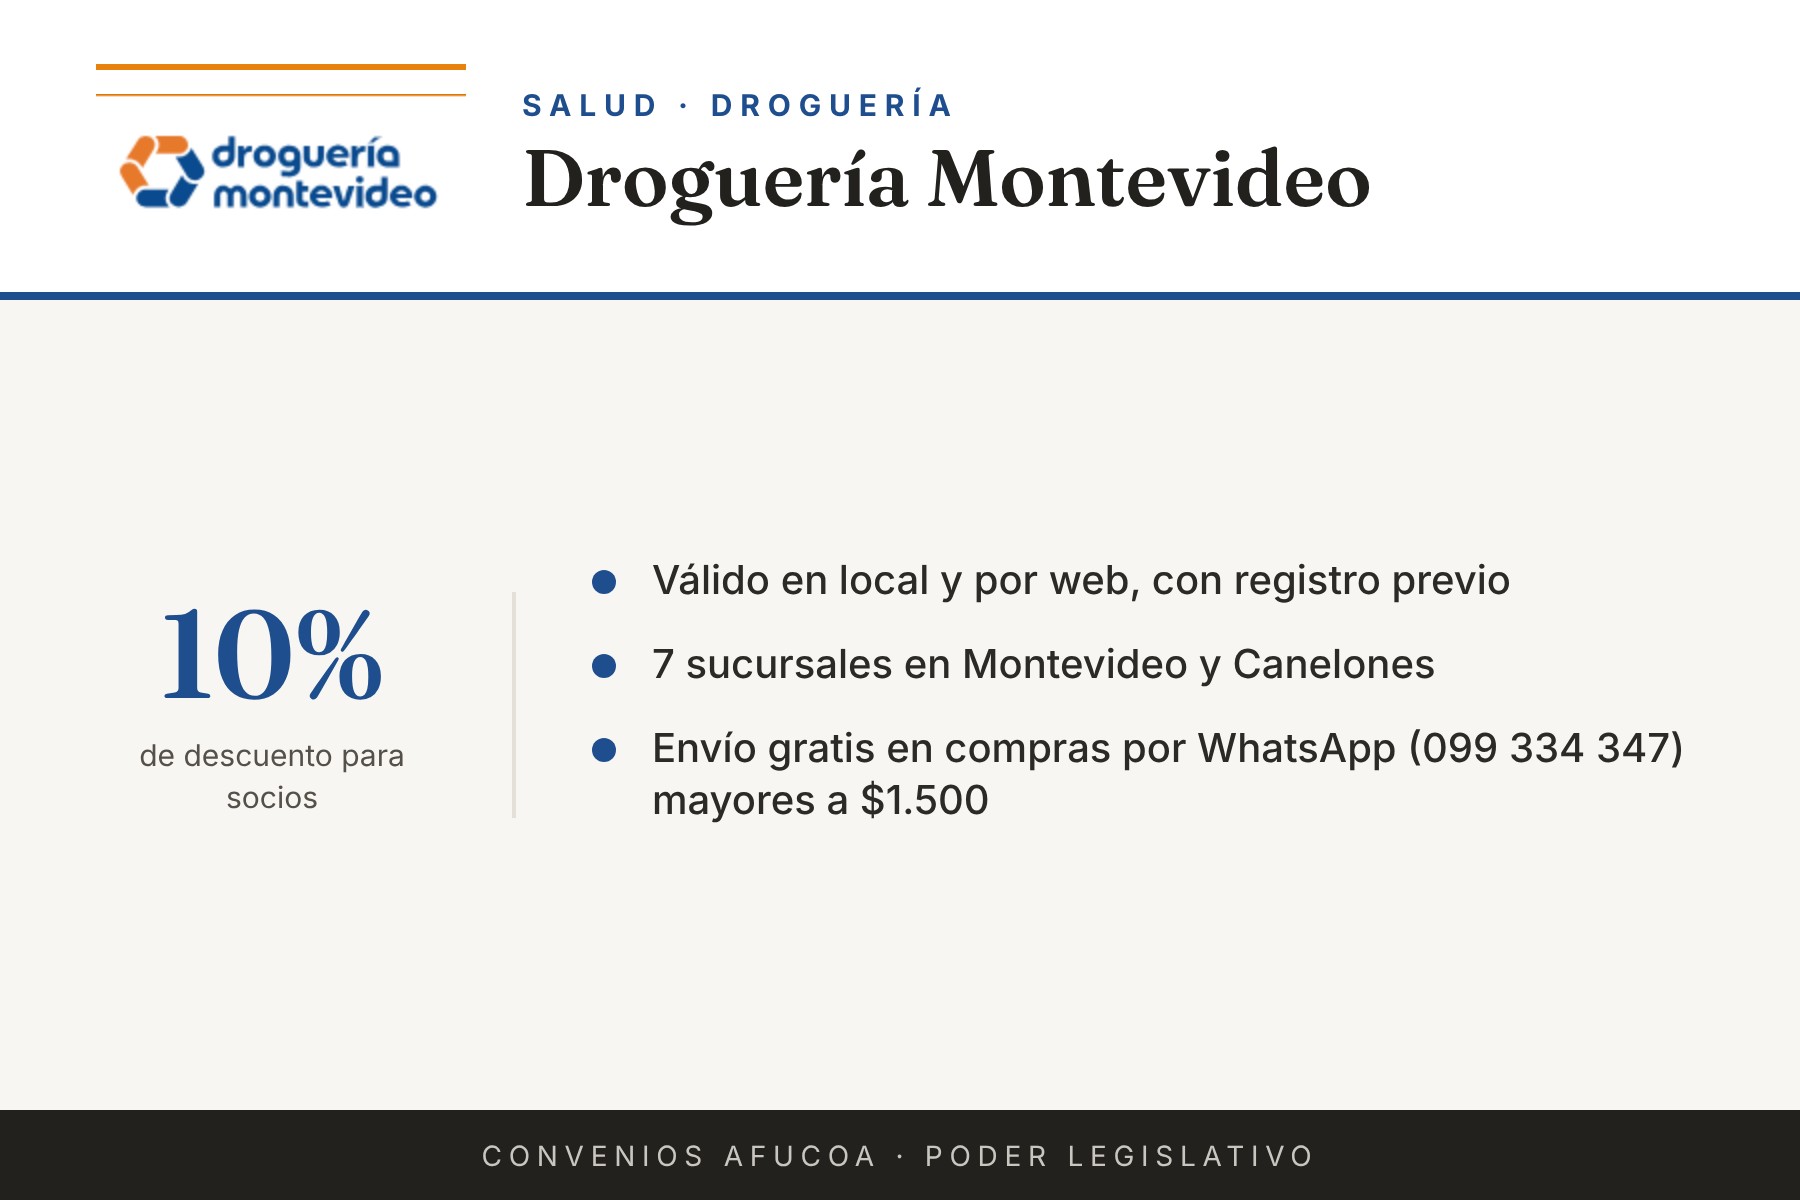 droguería
montevideo
SALUD · DROGUERÍA
Droguería Montevideo
10%
de descuento para
socios
Válido en local y por web, con registro previo
7 sucursales en Montevideo y Canelones
Envío gratis en compras por WhatsApp (099 334 347)
mayores a $1.500
CONVENIOS AFUCOA · PODER LEGISLATIVO